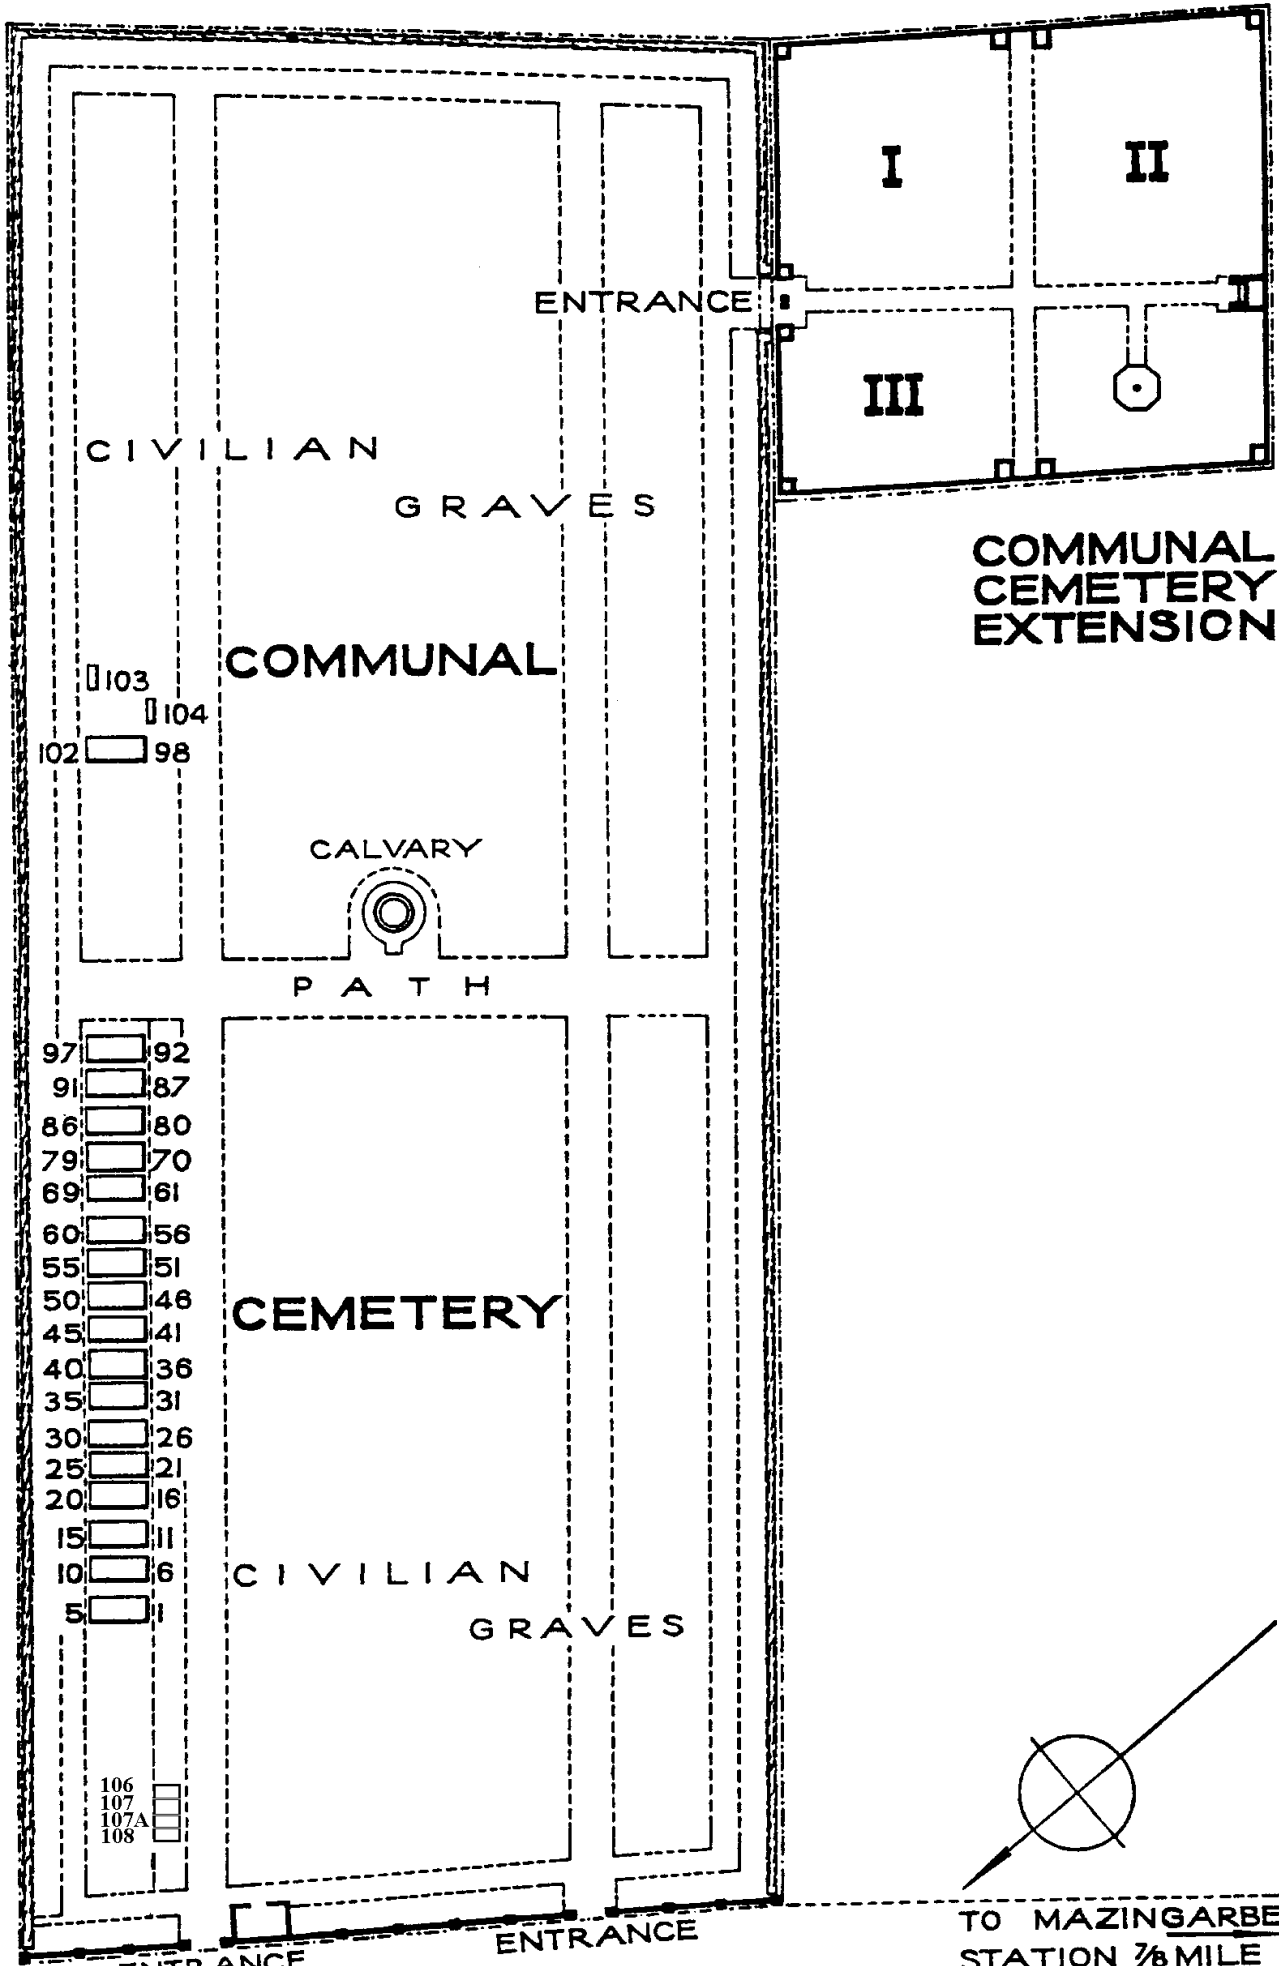 I
II
ENTRANCE
III
CIVILIAN
GRAVES
COMMUNAL
CEMETERY
EXTENSION
COMMUNAL
103
104
102 98
CALVARY
PATH
97 92
91 87
86 80
79 70
69 61
60 56
55 51
50 46
CEMETERY
45 41
40 36
35 31
30 26
25 21
20 16
15 11
10 6
CIVILIAN
5 1
GRAVES
106
107
107A
108
ENTRANCE
ENTRANCE
TO MAZINGARBE
STATION 7/8 MILE